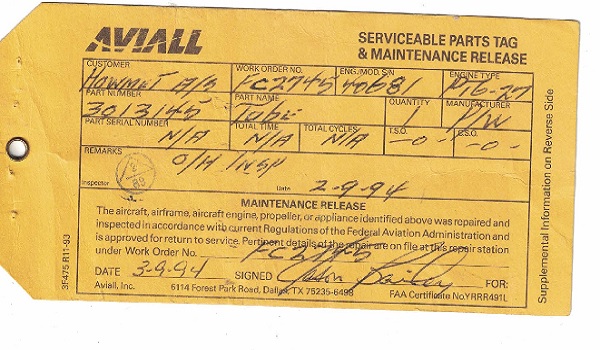 AVIALL
SERVICEABLE PARTS TAG
& MAINTENANCE RELEASE
CUSTOMER WORK ORDER NO. ENG./MOD.S/N ENGINE TYPE
HOWMET A/S FC2745 40681 PT6-27
PART NUMBER PART NAME QUANTITY MANUFACTURER
3013145 Tube 1 P/W
PART SERIAL NUMBER TOTAL TIME TOTAL CYCLES T.S.O. C.S.O.
N/A N/A N/A -0- -0-
REMARKS O/H INSP
Inspector Date 2-9-94
MAINTENANCE RELEASE
The aircraft, airframe, aircraft engine, propeller, or appliance identified above was repaired and
inspected in accordance with current Regulations of the Federal Aviation Administration and
is approved for return to service. Pertinent details of the repair are on file at this repair station
under Work Order No. FC2745
DATE 3-9-94 SIGNED Jason Bailey FOR:
Aviall, Inc. 6114 Forest Park Road, Dallas, TX 75235-6498 FAA Certificate No.YRRR491L
3F475 R11-93
Supplemental Information on Reverse Side